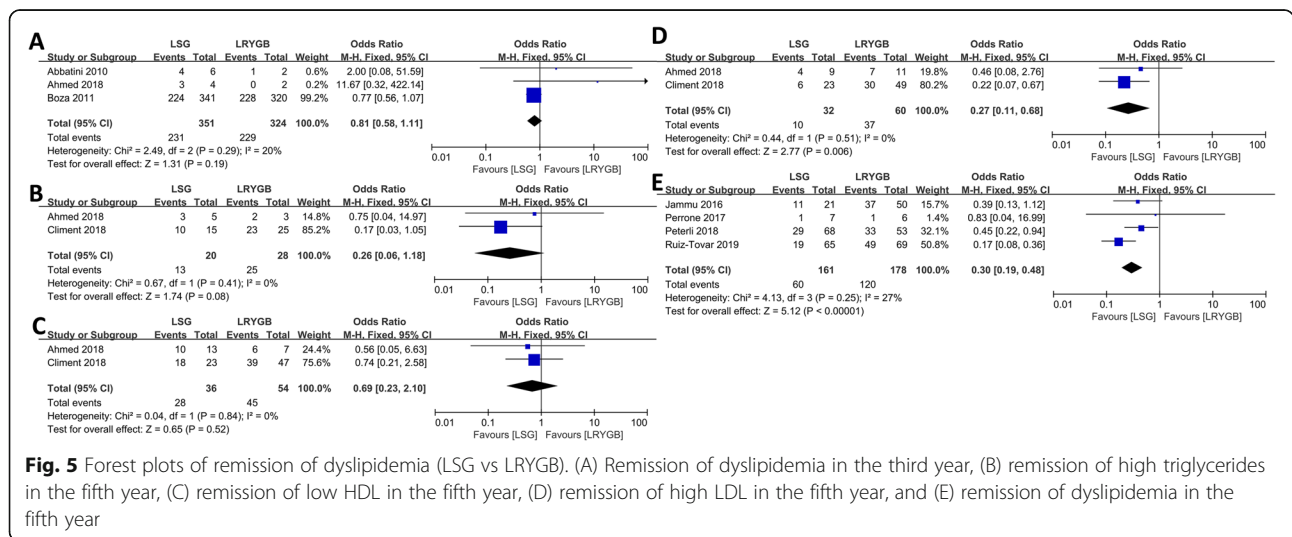 A
LSG LRYGB Odds Ratio Odds Ratio
Study or Subgroup Events Total Events Total Weight M-H. Fixed. 95% CI M-H. Fixed. 95% CI
Abbatini 2010 4 6 1 2 0.6% 2.00 [0.08, 51.59]
Ahmed 2018 3 4 0 2 0.2% 11.67 [0.32, 422.14]
Boza 2011 224 341 228 320 99.2% 0.77 [0.56, 1.07]
Total (95% CI) 351 324 100.0% 0.81 [0.58, 1.11]
Total events 231 229
Heterogeneity: Chi² = 2.49, df = 2 (P = 0.29); I² = 20%
Test for overall effect: Z = 1.31 (P = 0.19)
0.01 0.1 1 10 100
Favours [LSG] Favours [LRYGB]
B
LSG LRYGB Odds Ratio Odds Ratio
Study or Subgroup Events Total Events Total Weight M-H. Fixed. 95% CI M-H. Fixed. 95% CI
Ahmed 2018 3 5 2 3 14.8% 0.75 [0.04, 14.97]
Climent 2018 10 15 23 25 85.2% 0.17 [0.03, 1.05]
Total (95% CI) 20 28 100.0% 0.26 [0.06, 1.18]
Total events 13 25
Heterogeneity: Chi² = 0.67, df = 1 (P = 0.41); I² = 0%
Test for overall effect: Z = 1.74 (P = 0.08)
0.01 0.1 1 10 100
Favours [LSG] Favours [LRYGB]
C
LSG LRYGB Odds Ratio Odds Ratio
Study or Subgroup Events Total Events Total Weight M-H. Fixed. 95% CI M-H. Fixed. 95% CI
Ahmed 2018 10 13 6 7 24.4% 0.56 [0.05, 6.63]
Climent 2018 18 23 39 47 75.6% 0.74 [0.21, 2.58]
Total (95% CI) 36 54 100.0% 0.69 [0.23, 2.10]
Total events 28 45
Heterogeneity: Chi² = 0.04, df = 1 (P = 0.84); I² = 0%
Test for overall effect: Z = 0.65 (P = 0.52)
0.01 0.1 1 10 100
Favours [LSG] Favours [LRYGB]
D
LSG LRYGB Odds Ratio Odds Ratio
Study or Subgroup Events Total Events Total Weight M-H. Fixed. 95% CI M-H. Fixed. 95% CI
Ahmed 2018 4 9 7 11 19.8% 0.46 [0.08, 2.76]
Climent 2018 6 23 30 49 80.2% 0.22 [0.07, 0.67]
Total (95% CI) 32 60 100.0% 0.27 [0.11, 0.68]
Total events 10 37
Heterogeneity: Chi² = 0.44, df = 1 (P = 0.51); I² = 0%
Test for overall effect: Z = 2.77 (P = 0.006)
0.01 0.1 1 10 100
Favours [LSG] Favours [LRYGB]
E
LSG LRYGB Odds Ratio Odds Ratio
Study or Subgroup Events Total Events Total Weight M-H. Fixed. 95% CI M-H. Fixed. 95% CI
Jammu 2016 11 21 37 50 15.7% 0.39 [0.13, 1.12]
Perrone 2017 1 7 1 6 1.4% 0.83 [0.04, 16.99]
Peterli 2018 29 68 33 53 32.1% 0.45 [0.22, 0.94]
Ruiz-Tovar 2019 19 65 49 69 50.8% 0.17 [0.08, 0.36]
Total (95% CI) 161 178 100.0% 0.30 [0.19, 0.48]
Total events 60 120
Heterogeneity: Chi² = 4.13, df = 3 (P = 0.25); I² = 27%
Test for overall effect: Z = 5.12 (P < 0.00001)
0.01 0.1 1 10 100
Favours [LSG] Favours [LRYGB]
Fig. 5 Forest plots of remission of dyslipidemia (LSG vs LRYGB). (A) Remission of dyslipidemia in the third year, (B) remission of high triglycerides
in the fifth year, (C) remission of low HDL in the fifth year, (D) remission of high LDL in the fifth year, and (E) remission of dyslipidemia in the
fifth year